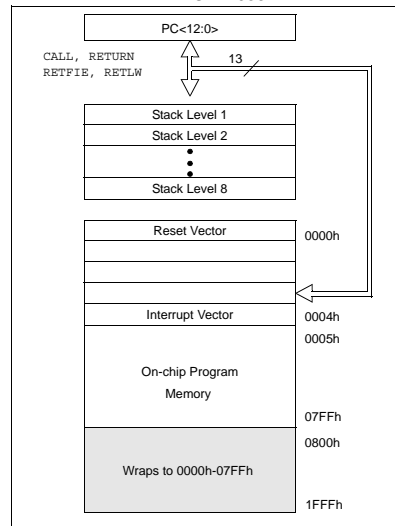 PC<12:0>
CALL, RETURN
RETFIE, RETLW
13
Stack Level 1
Stack Level 2
Stack Level 8
Reset Vector
0000h
Interrupt Vector
0004h
0005h
On-chip Program
Memory
07FFh
0800h
Wraps to 0000h-07FFh
1FFFh